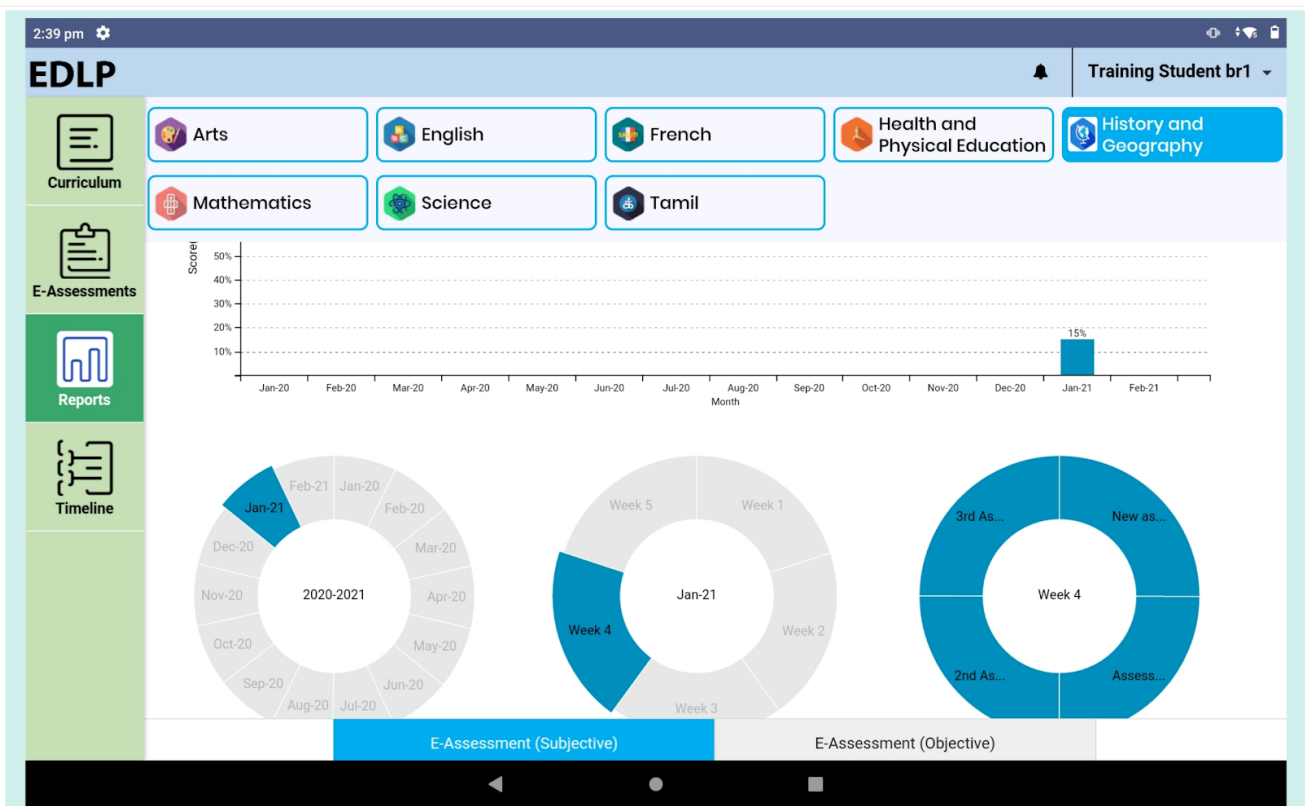 2:39 pm
EDLP
Training Student br1
Curriculum
E-Assessments
Reports
Timeline
Arts
English
French
Health and
Physical Education
History and
Geography
Mathematics
Science
Tamil
50%
40%
30%
20%
10%
15%
Jan-20 Feb-20 Mar-20 Apr-20 May-20 Jun-20 Jul-20 Aug-20 Sep-20 Oct-20 Nov-20 Dec-20 Jan-21 Feb-21
Month
Jan-20
Feb-20
Mar-20
Apr-20
May-20
Jun-20
Jul-20
Aug-20
Sep-20
Oct-20
Nov-20
Dec-20
Jan-21
Feb-21
2020-2021
Week 1
Week 2
Week 3
Week 4
Week 5
Jan-21
3rd As...
New as...
Week 4
2nd As...
Assess...
E-Assessment (Subjective)
E-Assessment (Objective)